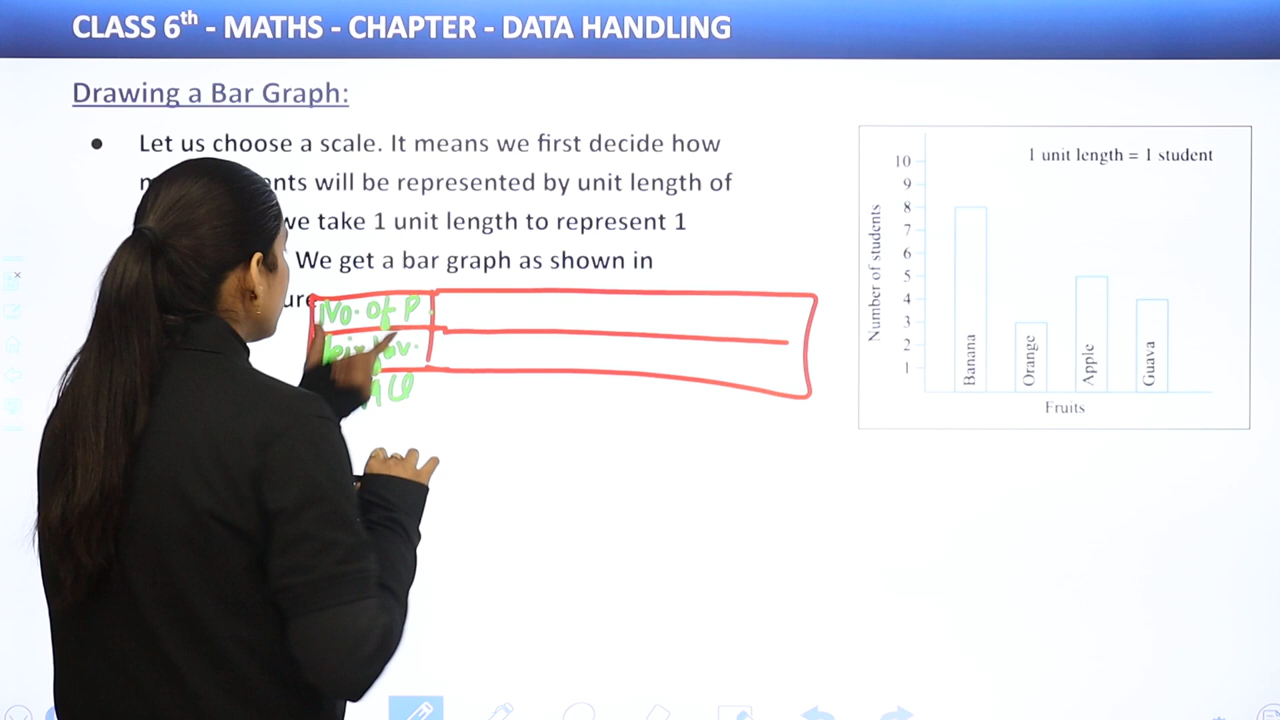 CLASS 6th - MATHS - CHAPTER - DATA HANDLING
Drawing a Bar Graph:
● Let us choose a scale. It means we first decide how
nts will be represented by unit length of
we take 1 unit length to represent 1
We get a bar graph as shown in
ure
No. of P
1 unit length = 1 student
Number of students
10
9
8
7
6
5
4
3
2
1
Banana
Orange
Apple
Guava
Fruits